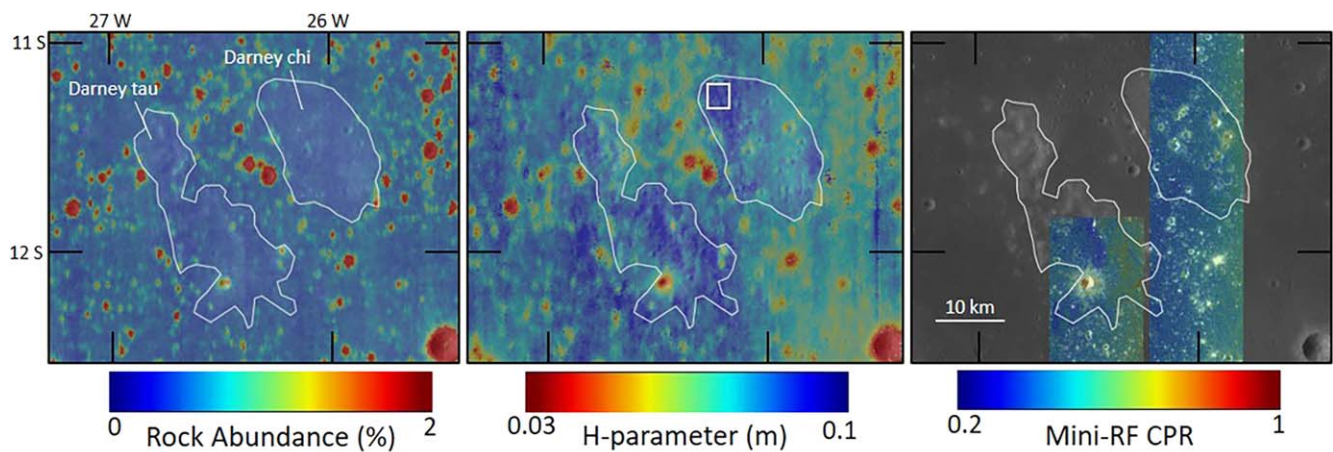 27 W 26 W
11 S
Darney chi
Darney tau
12 S
10 km
0 Rock Abundance (%) 2
0.03 H-parameter (m) 0.1
0.2 Mini-RF CPR 1